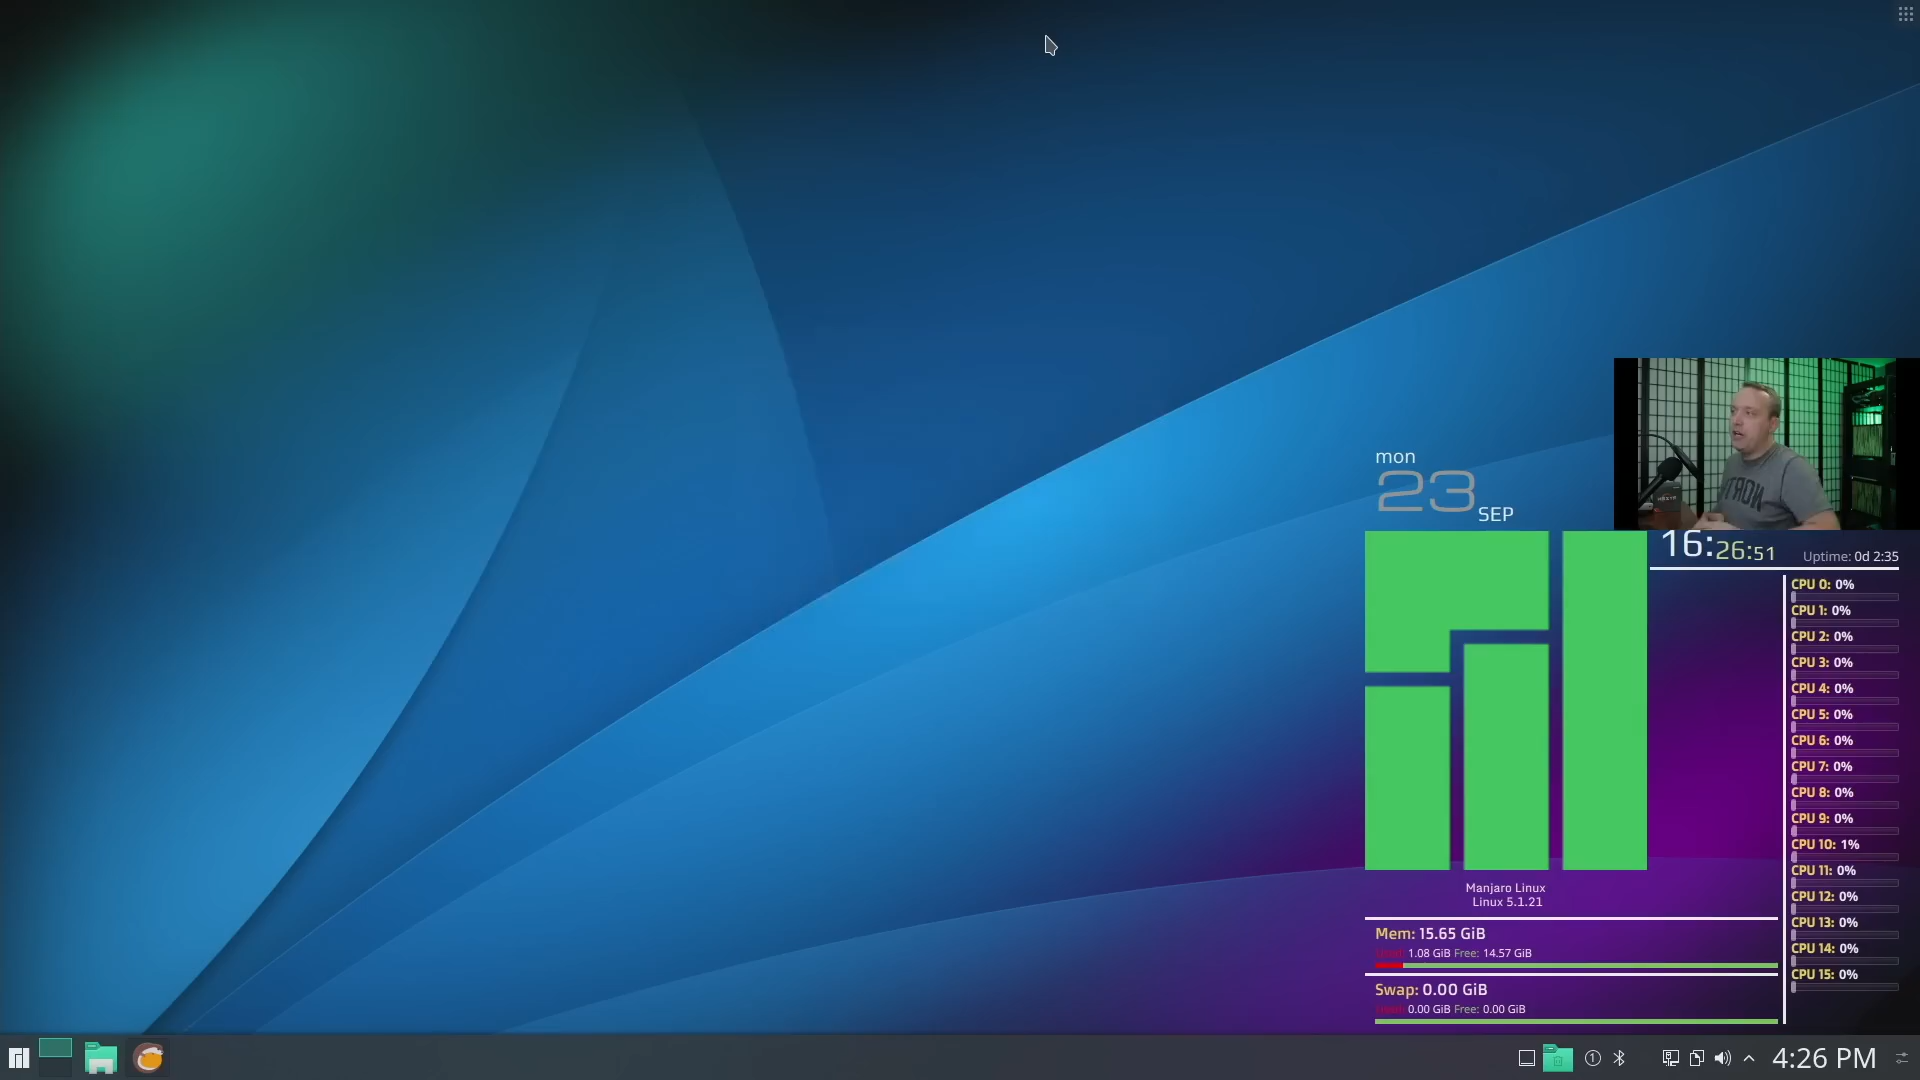 mon
23
SEP
16:26:51
Uptime: 0d 2:35
CPU 0: 0%
CPU 1: 0%
CPU 2: 0%
CPU 3: 0%
CPU 4: 0%
CPU 5: 0%
CPU 6: 0%
CPU 7: 0%
CPU 8: 0%
CPU 9: 0%
CPU 10: 1%
CPU 11: 0%
CPU 12: 0%
CPU 13: 0%
CPU 14: 0%
CPU 15: 0%
Manjaro Linux
Linux 5.1.21
Mem: 15.65 GiB
1.08 GiB Free: 14.57 GiB
Swap: 0.00 GiB
0.00 GiB Free: 0.00 GiB
1
4:26 PM